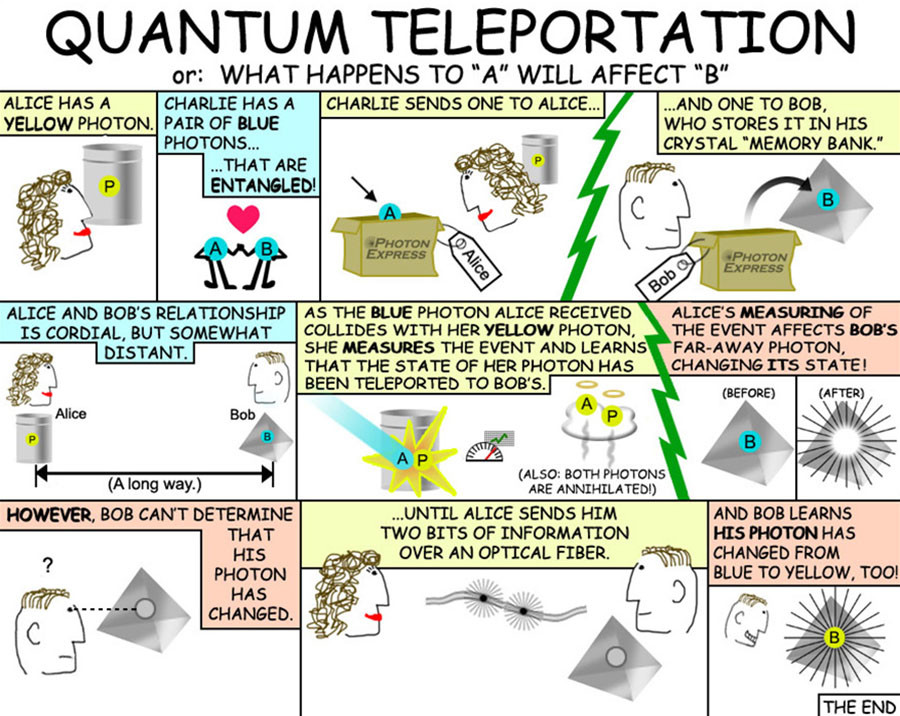 QUANTUM TELEPORTATION
or: WHAT HAPPENS TO "A" WILL AFFECT "B"
ALICE HAS A
YELLOW PHOTON.
P
CHARLIE HAS A
PAIR OF BLUE
PHOTONS...
...THAT ARE
ENTANGLED!
A
B
CHARLIE SENDS ONE TO ALICE...
P
A
PHOTON
EXPRESS
Alice
...AND ONE TO BOB,
WHO STORES IT IN HIS
CRYSTAL "MEMORY BANK."
B
PHOTON
EXPRESS
Bob
ALICE AND BOB'S RELATIONSHIP
IS CORDIAL, BUT SOMEWHAT
DISTANT.
Alice
Bob
P
B
(A long way.)
AS THE BLUE PHOTON ALICE RECEIVED
COLLIDES WITH HER YELLOW PHOTON,
SHE MEASURES THE EVENT AND LEARNS
THAT THE STATE OF HER PHOTON HAS
BEEN TELEPORTED TO BOB'S.
A P
A
P
(ALSO: BOTH PHOTONS
ARE ANNIHILATED!)
ALICE'S MEASURING OF
THE EVENT AFFECTS BOB'S
FAR-AWAY PHOTON,
CHANGING ITS STATE!
(BEFORE)
B
(AFTER)
HOWEVER, BOB CAN'T DETERMINE
THAT
HIS
PHOTON
HAS
CHANGED.
?
...UNTIL ALICE SENDS HIM
TWO BITS OF INFORMATION
OVER AN OPTICAL FIBER.
AND BOB LEARNS
HIS PHOTON HAS
CHANGED FROM
BLUE TO YELLOW, TOO!
B
THE END